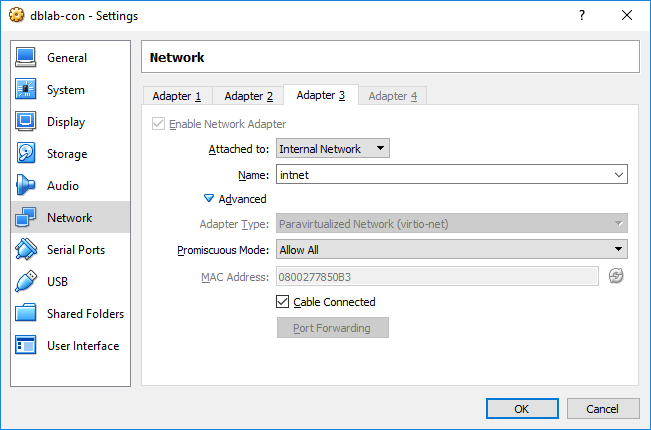 dblab-con - Settings
General
System
Display
Storage
Audio
Network
Serial Ports
USB
Shared Folders
User Interface
Network
Adapter 1 Adapter 2 Adapter 3 Adapter 4
Enable Network Adapter
Attached to: Internal Network
Name: intnet
Advanced
Adapter Type: Paravirtualized Network (virtio-net)
Promiscuous Mode: Allow All
MAC Address: 0800277850B3
Cable Connected
Port Forwarding
OK Cancel